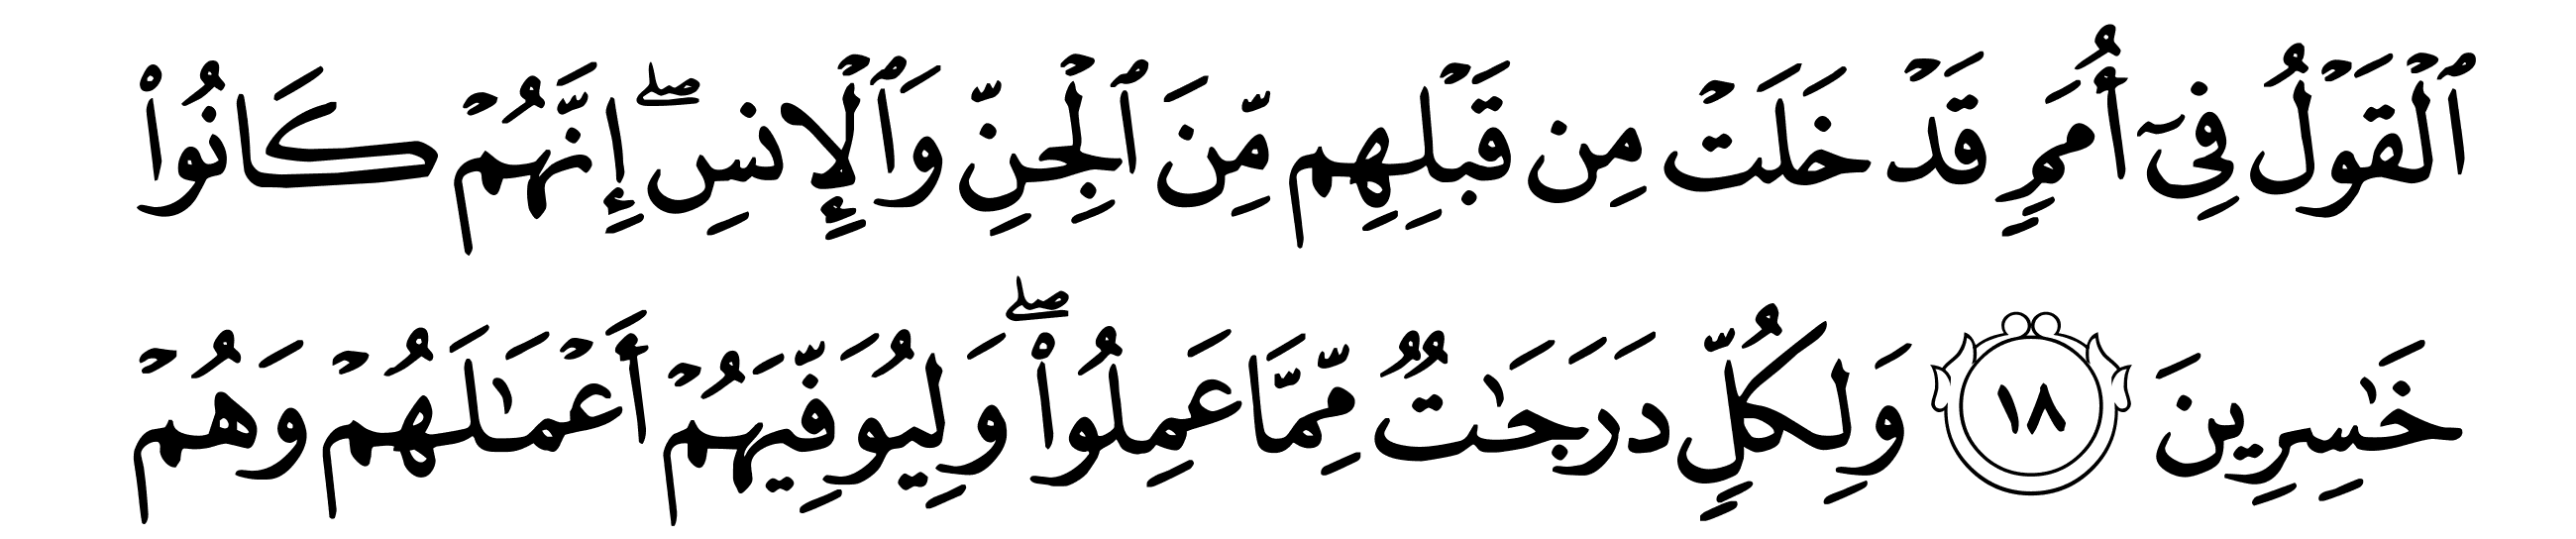 ٱلۡقَوۡلُ فِيٓ أُمَمٖ قَدۡ خَلَتۡ مِن قَبۡلِهِم مِّنَ ٱلۡجِنِّ وَٱلۡإِنسِۖ إِنَّهُمۡ كَانُواْ
خَٰسِرِينَ ١٨ وَلِكُلّٖ دَرَجَٰتٞ مِّمَّا عَمِلُواْۖ وَلِيُوَفِّيَهُمۡ أَعۡمَٰلَهُمۡ وَهُمۡ